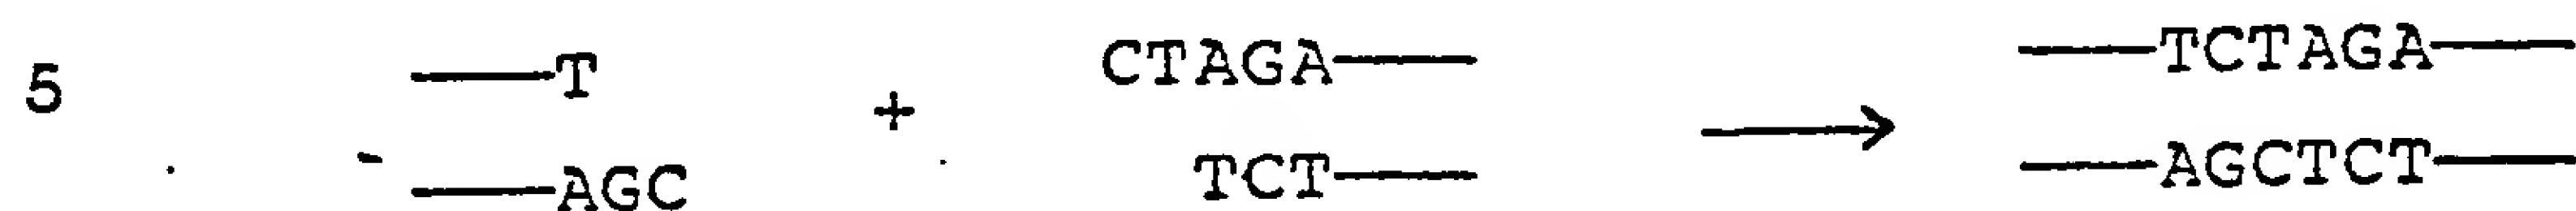 5 —T + CTAGA— → —TCTAGA—
—AGC TCT— —AGCTCT—